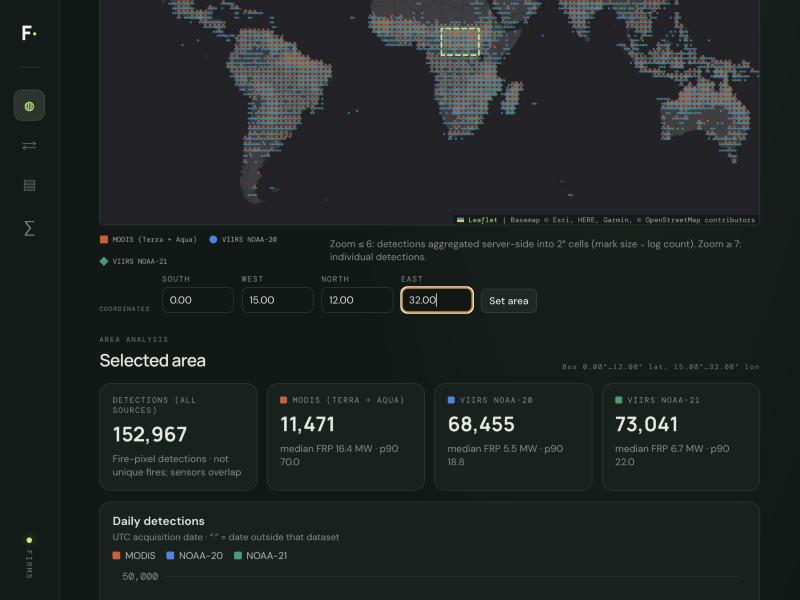 F·
Leaflet | Basemap © Esri, HERE, Garmin, © OpenStreetMap contributors
MODIS (Terra + Aqua)
VIIRS NOAA-20
VIIRS NOAA-21
Zoom ≤ 6: detections aggregated server-side into 2° cells (mark size ∝ log count). Zoom ≥ 7:
individual detections.
COORDINATES
SOUTH
0.00
WEST
15.00
NORTH
12.00
EAST
32.00
Set area
AREA ANALYSIS
Selected area
Box 0.00°–12.00° lat, 15.00°–32.00° lon
DETECTIONS (ALL
SOURCES)
152,967
Fire-pixel detections · not
unique fires; sensors overlap
MODIS (TERRA + AQUA)
11,471
median FRP 16.4 MW · p90
70.0
VIIRS NOAA-20
68,455
median FRP 5.5 MW · p90
18.8
VIIRS NOAA-21
73,041
median FRP 6.7 MW · p90
22.0
Daily detections
UTC acquisition date · "·" = date outside that dataset
MODIS
NOAA-20
NOAA-21
50,000
FIRMS